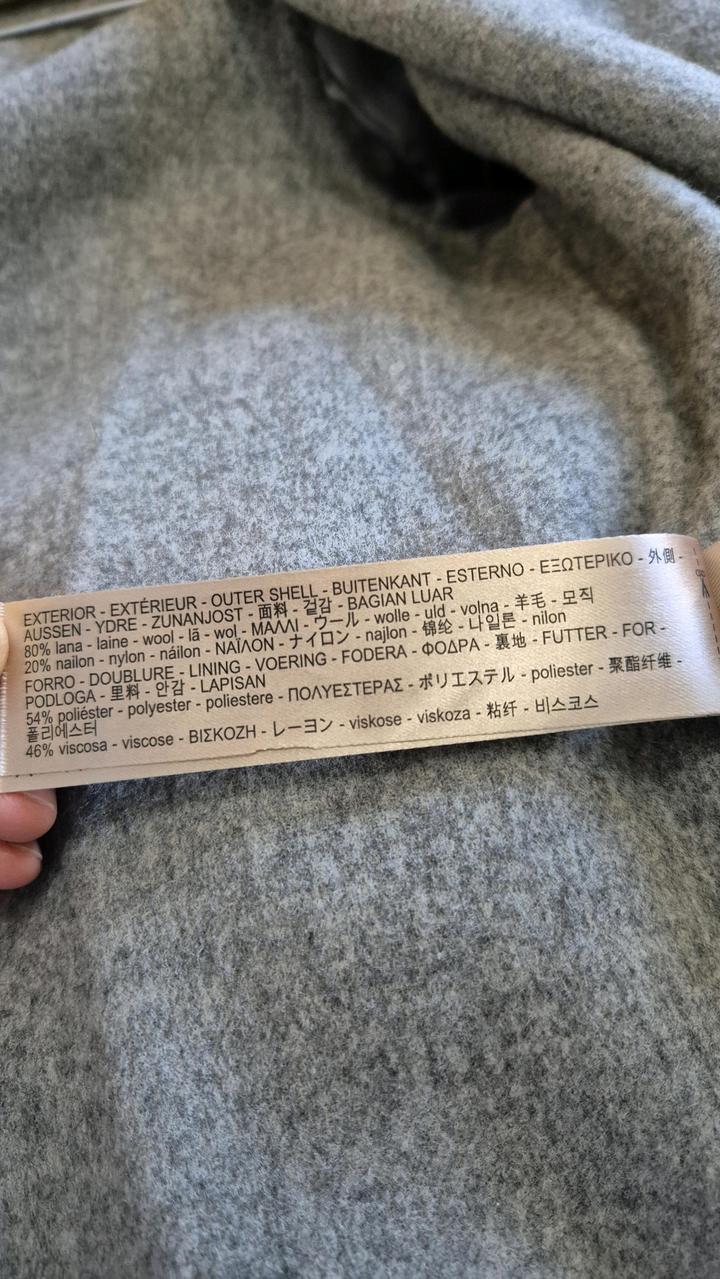 EXTERIOR - EXTÉRIEUR - OUTER SHELL - BUITENKANT - ESTERNO - ΕΞΩΤΕΡΙΚΟ - 外側 -
AUSSEN - YDRE - ZUNANJOST - 面料 - 겉감 - BAGIAN LUAR
80% lana - laine - wool - lã - wol - ΜΑΛΛΙ - ウール - wolle - uld - volna - 羊毛 - 모직
20% nailon - nylon - náilon - ΝΑΪΛΟΝ - ナイロン - najlon - 锦纶 - 나일론 - nilon
FORRO - DOUBLURE - LINING - VOERING - FODERA - ΦΟΔΡΑ - 裏地 - FUTTER - FOR -
PODLOGA - 里料 - 안감 - LAPISAN
54% poliéster - polyester - poliestere - ΠΟΛΥΕΣΤΕΡΑΣ - ポリエステル - poliester - 聚酯纤维 -
폴리에스터
46% viscosa - viscose - ΒΙΣΚΟΖΗ - レーヨン - viskose - viskoza - 粘纤 - 비스코스